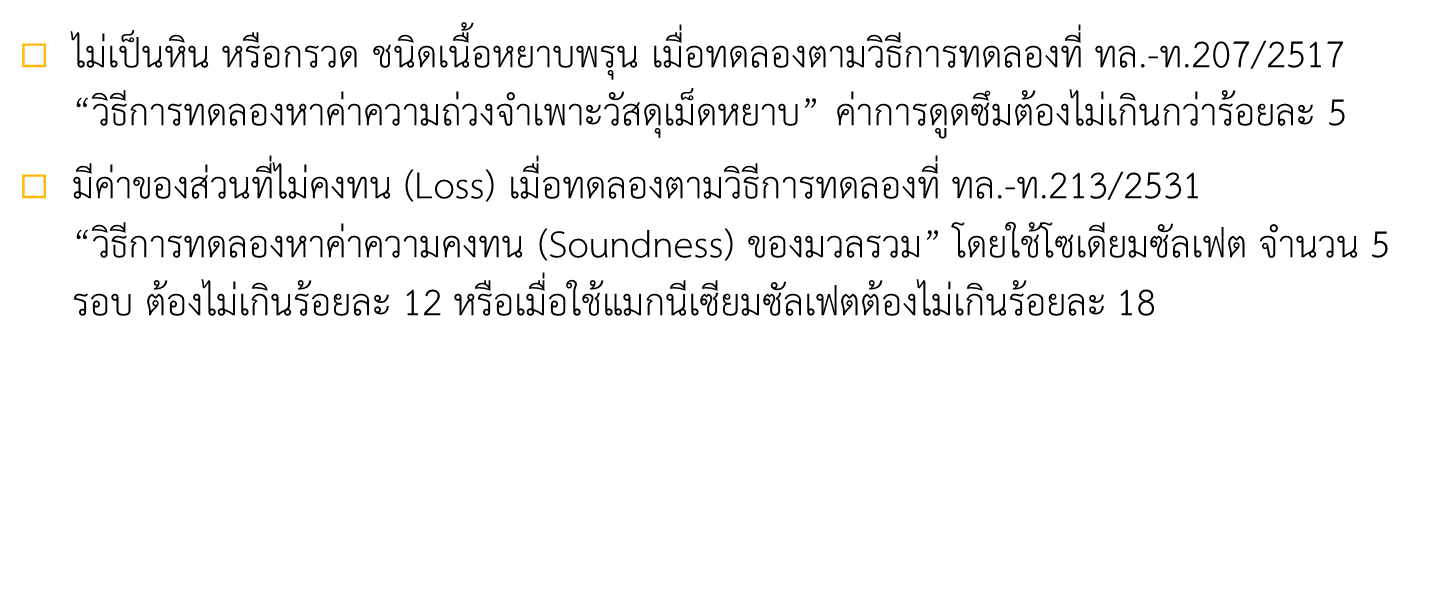 ไม่เป็นหิน หรือกรวด ชนิดเนื้อหยาบพรุน เมื่อทดลองตามวิธีการทดลองที่ ทล.-ท.207/2517
“วิธีการทดลองหาค่าความถ่วงจำเพาะวัสดุเม็ดหยาบ” ค่าการดูดซึมต้องไม่เกินกว่าร้อยละ 5
มีค่าของส่วนที่ไม่คงทน (Loss) เมื่อทดลองตามวิธีการทดลองที่ ทล.-ท.213/2531
“วิธีการทดลองหาค่าความคงทน (Soundness) ของมวลรวม” โดยใช้โซเดียมซัลเฟต จำนวน 5
รอบ ต้องไม่เกินร้อยละ 12 หรือเมื่อใช้แมกนีเซียมซัลเฟตต้องไม่เกินร้อยละ 18